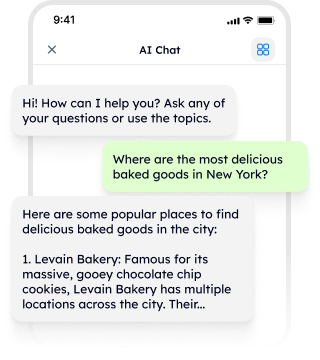 9:41
AI Chat
Hi! How can I help you? Ask any of
your questions or use the topics.
Where are the most delicious
baked goods in New York?
Here are some popular places to find
delicious baked goods in the city:
1. Levain Bakery: Famous for its
massive, gooey chocolate chip
cookies, Levain Bakery has multiple
locations across the city. Their...